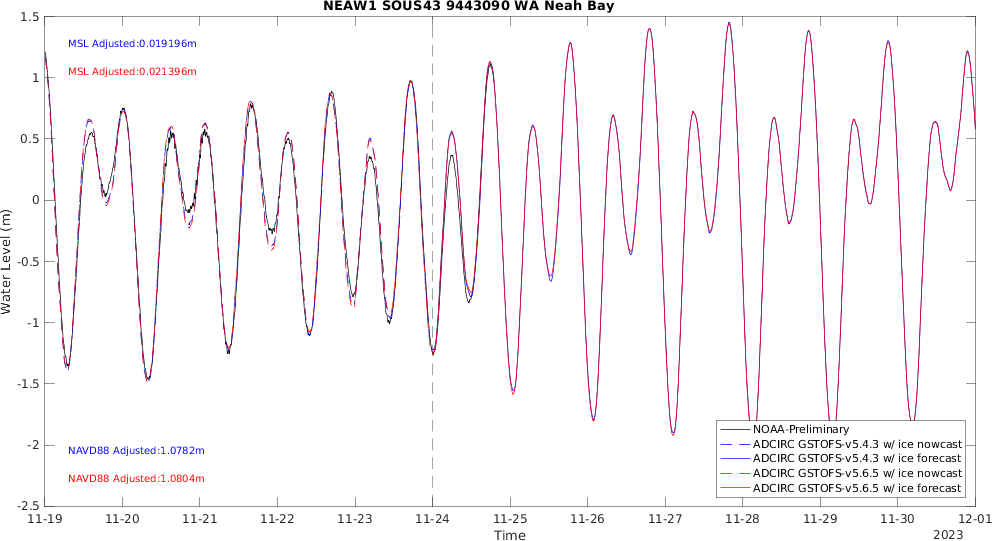 NEAW1 SOUS43 9443090 WA Neah Bay
MSL Adjusted:0.019196m
MSL Adjusted:0.021396m
Water Level (m)
1.5
1
0.5
0
-0.5
-1
-1.5
-2
-2.5
NAVD88 Adjusted:1.0782m
NAVD88 Adjusted:1.0804m
NOAA-Preliminary
ADCIRC GSTOFS-v5.4.3 w/ ice nowcast
ADCIRC GSTOFS-v5.4.3 w/ ice forecast
ADCIRC GSTOFS-v5.6.5 w/ ice nowcast
ADCIRC GSTOFS-v5.6.5 w/ ice forecast
11-19 11-20 11-21 11-22 11-23 11-24 11-25 11-26 11-27 11-28 11-29 11-30 12-01
Time
2023